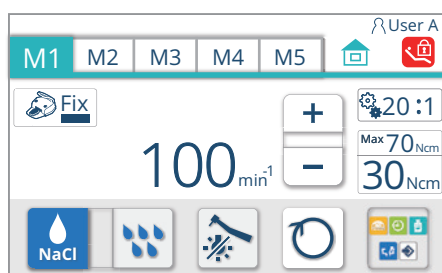 User A
M1 M2 M3 M4 M5
Fix
+
20:1
100 min⁻¹
Max 70 Ncm
−
30 Ncm
NaCl